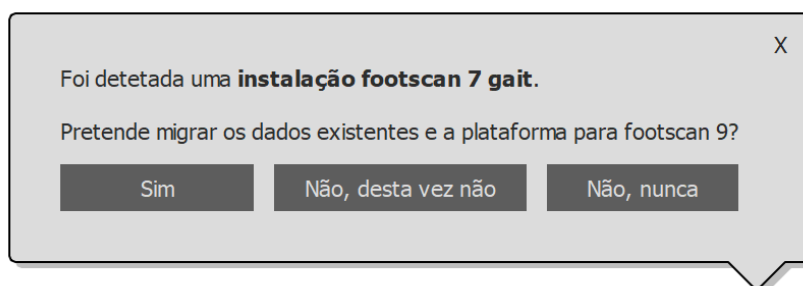 X
Foi detetada uma instalação footscan 7 gait.
Pretende migrar os dados existentes e a plataforma para footscan 9?
Sim
Não, desta vez não
Não, nunca